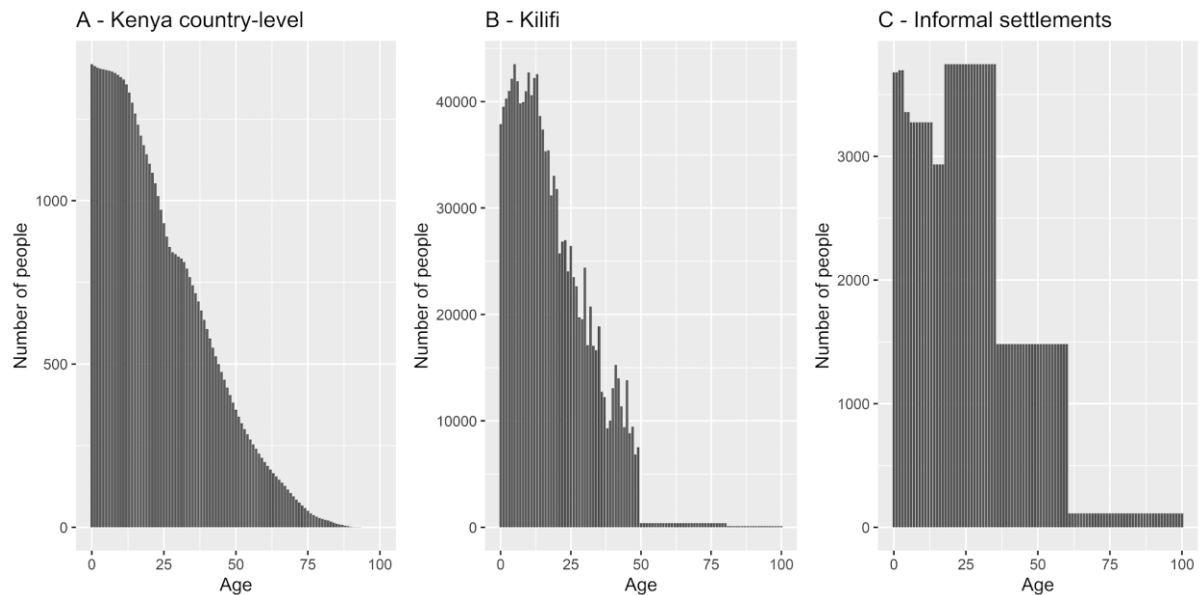 A - Kenya country-level
Number of people
1000
500
0
0 25 50 75 100
Age
B - Kilifi
Number of people
40000
30000
20000
10000
0
0 25 50 75 100
Age
C - Informal settlements
Number of people
3000
2000
1000
0
0 25 50 75 100
Age